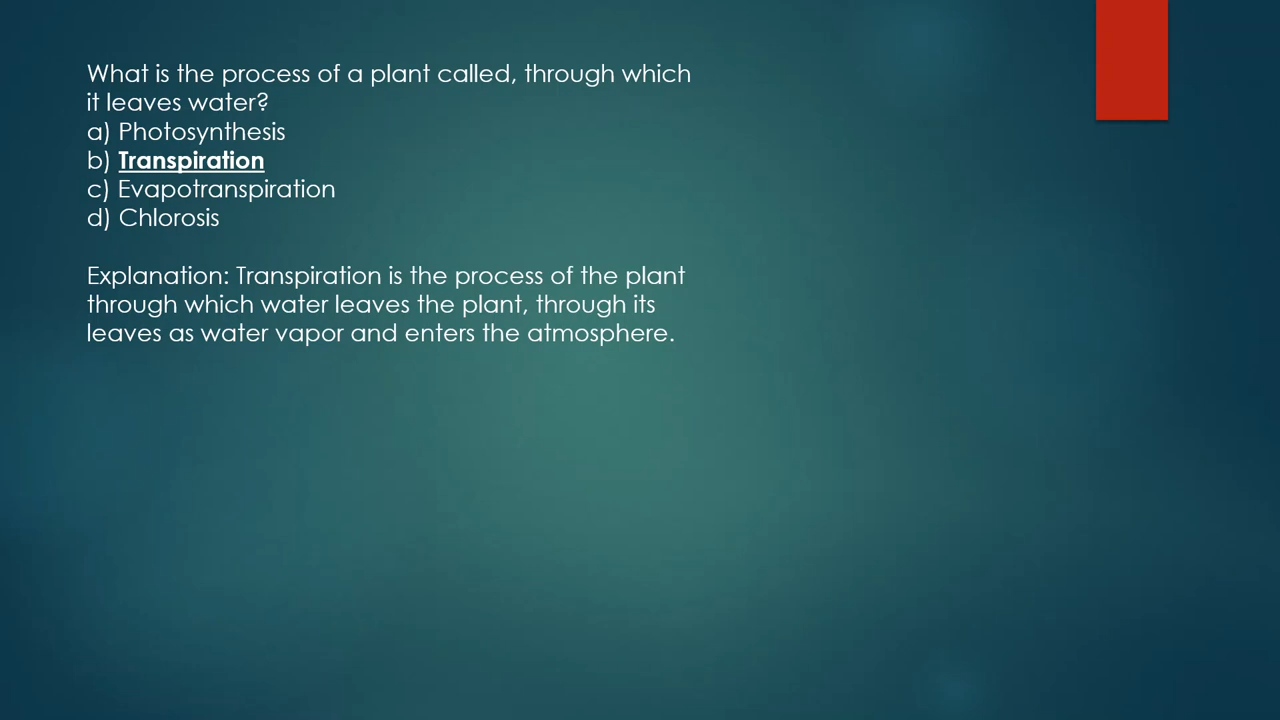 What is the process of a plant called, through which
it leaves water?
a) Photosynthesis
b) Transpiration
c) Evapotranspiration
d) Chlorosis
Explanation: Transpiration is the process of the plant
through which water leaves the plant, through its
leaves as water vapor and enters the atmosphere.